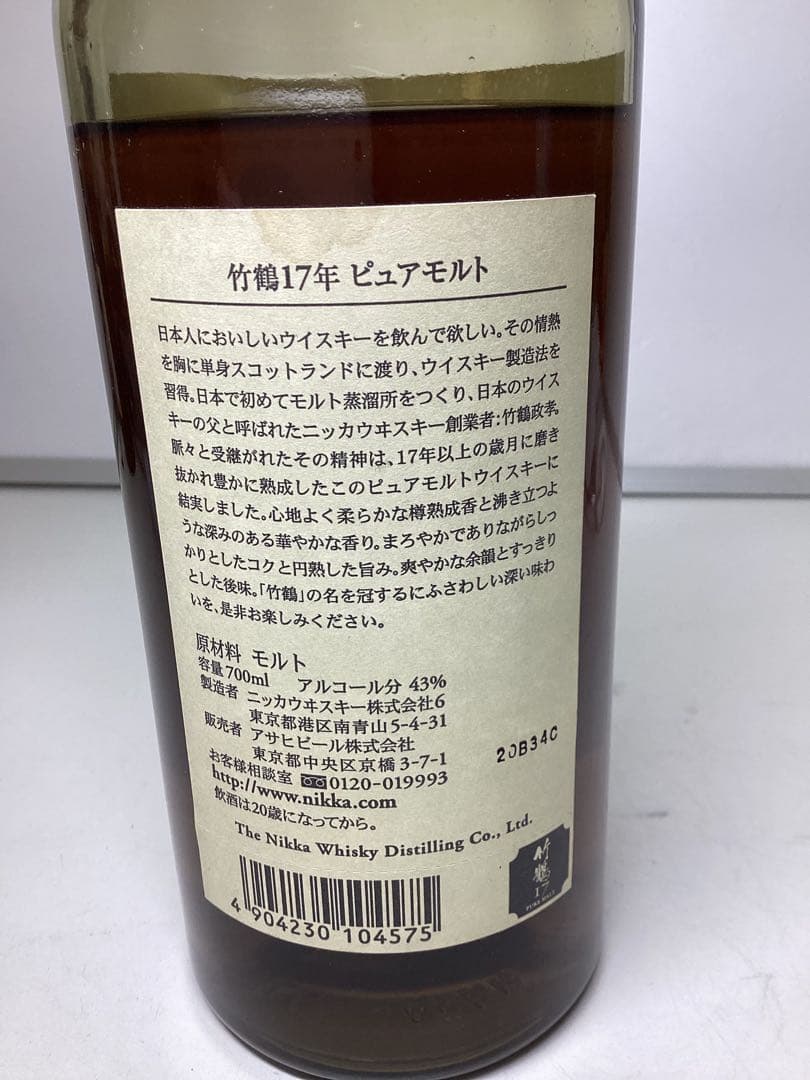 竹鶴17年 ピュアモルト
日本人においしいウイスキーを飲んで欲しい。その情熱
を胸に単身スコットランドに渡り、ウイスキー製造法を
習得。日本で初めてモルト蒸溜所をつくり、日本のウイス
キーの父と呼ばれたニッカウヰスキー創業者:竹鶴政孝。
脈々と受継がれたその精神は、17年以上の歳月に磨き
抜かれ豊かに熟成したこのピュアモルトウイスキーに
結実しました。心地よく柔らかな樽熟成香と沸き立つよ
うな深みのある華やかな香り。まろやかでありながらしっ
かりとしたコクと円熟した旨み。爽やかな余韻とすっきり
とした後味。「竹鶴」の名を冠するにふさわしい深い味わ
いを、是非お楽しみください。
原材料 モルト
容量700ml アルコール分 43%
製造者 ニッカウヰスキー株式会社6
東京都港区南青山5-4-31
販売者 アサヒビール株式会社
東京都中央区京橋3-7-1
お客様相談室 0120-019993
http://www.nikka.com
飲酒は20歳になってから。
The Nikka Whisky Distilling Co., Ltd.
20B34C
竹鶴
17
PURE MALT
4 904230 104575